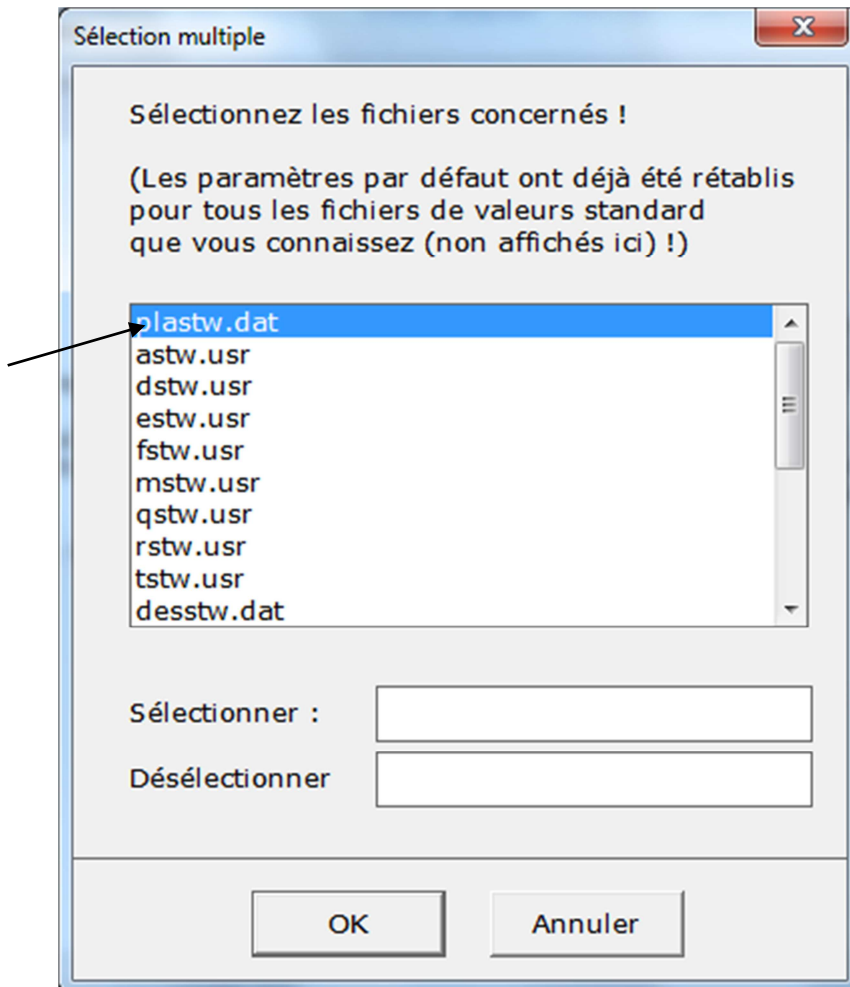 Sélection multiple
Sélectionnez les fichiers concernés !
(Les paramètres par défaut ont déjà été rétablis
pour tous les fichiers de valeurs standard
que vous connaissez (non affichés ici) !)
plastw.dat
astw.usr
dstw.usr
estw.usr
fstw.usr
mstw.usr
qstw.usr
rstw.usr
tstw.usr
desstw.dat
Sélectionner :
Désélectionner
OK
Annuler